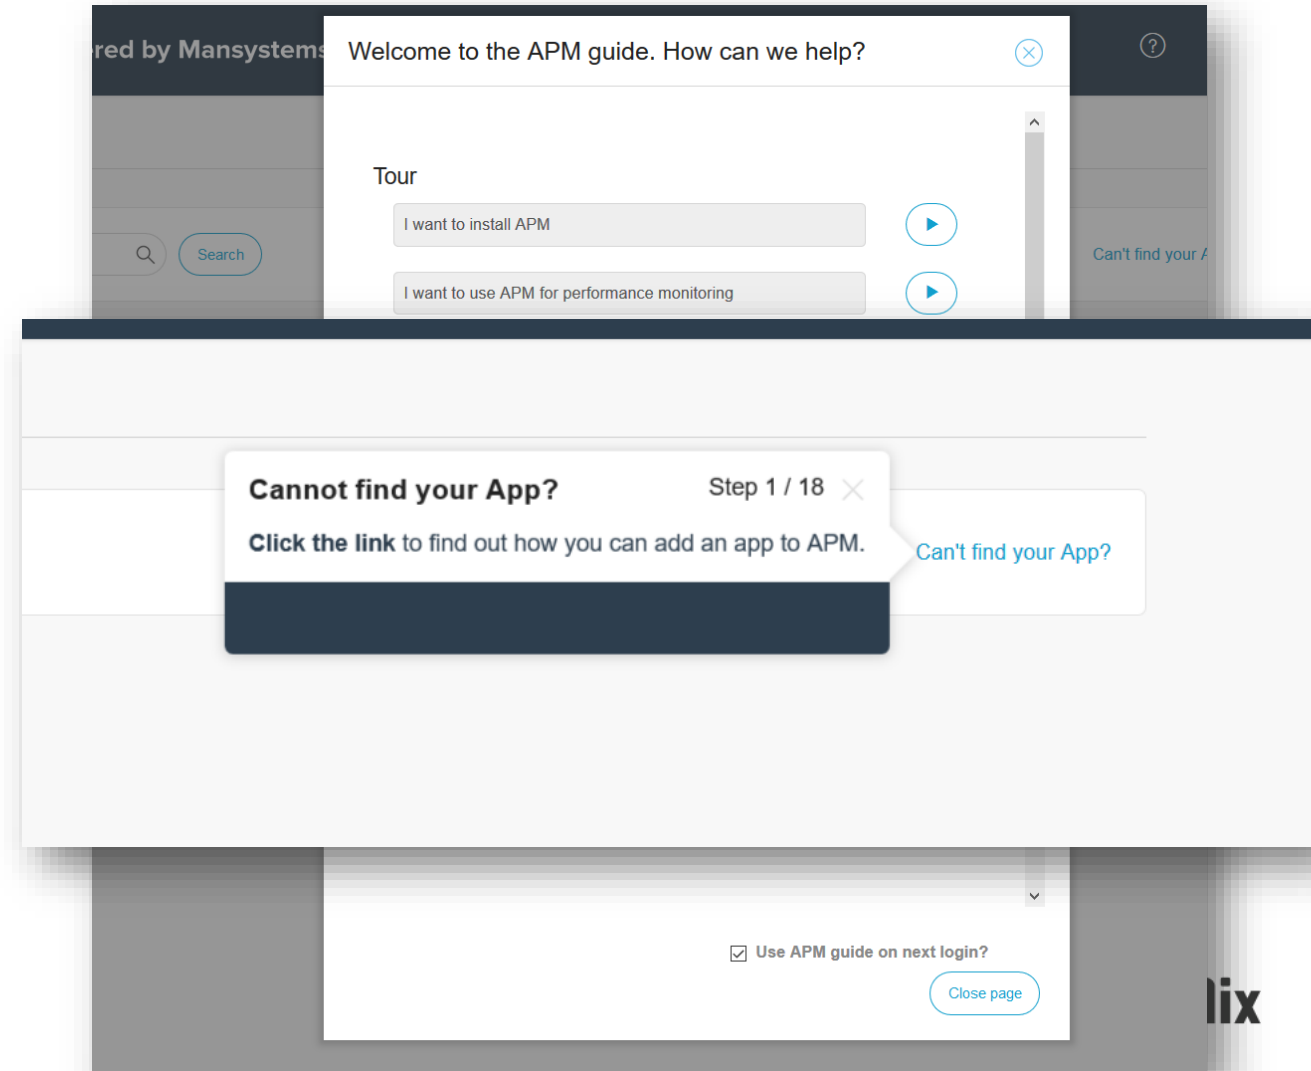 red by Mansystems
Welcome to the APM guide. How can we help?
Tour
I want to install APM
Search
Can't find your
I want to use APM for performance monitoring
Cannot find your App?
Step 1 / 18
Click the link to find out how you can add an app to APM.
Can't find your App?
Use APM guide on next login?
Close page
lix